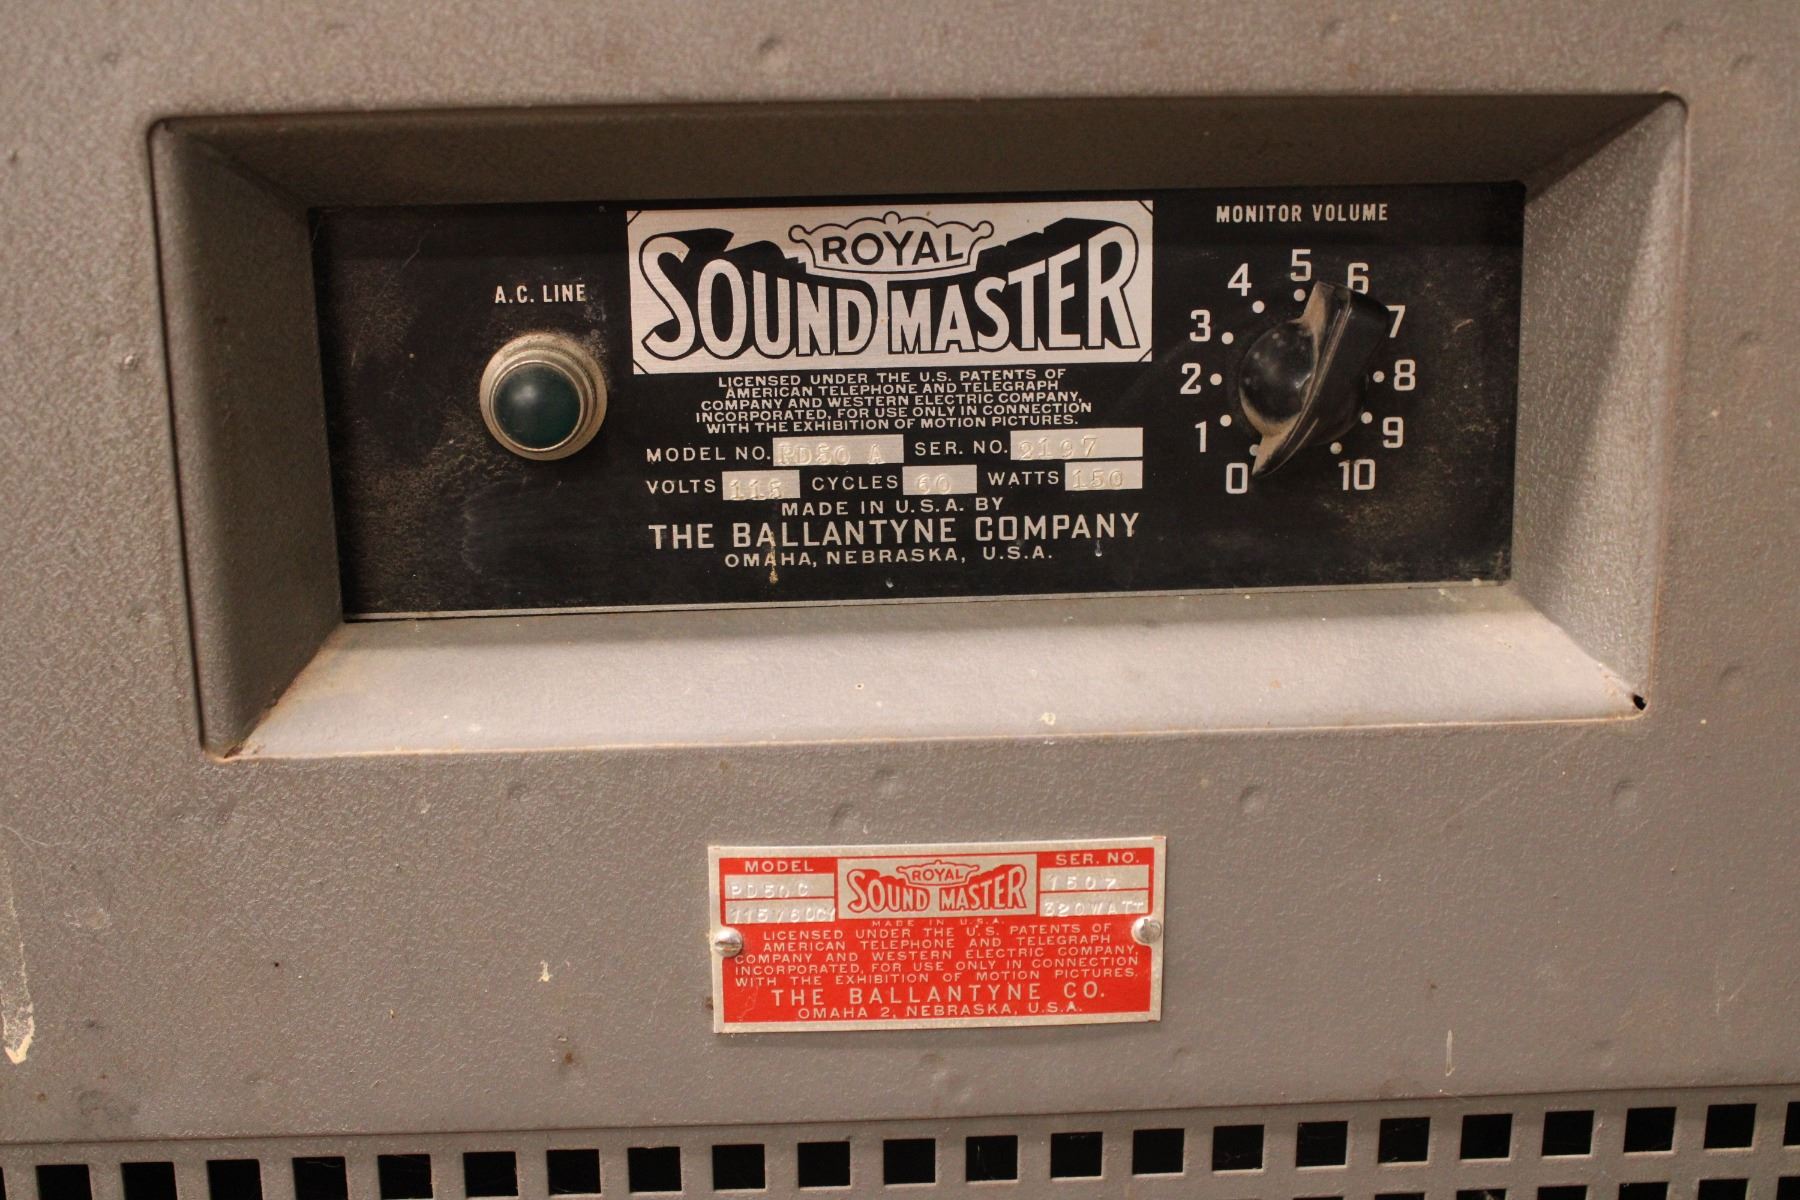 A.C. LINE
ROYAL
SOUND MASTER
LICENSED UNDER THE U.S. PATENTS OF
AMERICAN TELEPHONE AND TELEGRAPH
COMPANY AND WESTERN ELECTRIC COMPANY,
INCORPORATED, FOR USE ONLY IN CONNECTION
WITH THE EXHIBITION OF MOTION PICTURES.
MODEL NO. RD50 A SER. NO. 2197
VOLTS 115 CYCLES 60 WATTS 150
MADE IN U.S.A. BY
THE BALLANTYNE COMPANY
OMAHA, NEBRASKA, U.S.A.
MONITOR VOLUME
0 1 2 3 4 5 6 7 8 9 10
MODEL
RD50C
115V60CY
ROYAL
SOUND MASTER
SER. NO.
1507
320WATT
MADE IN U.S.A.
LICENSED UNDER THE U.S. PATENTS OF
AMERICAN TELEPHONE AND TELEGRAPH
COMPANY AND WESTERN ELECTRIC COMPANY,
INCORPORATED, FOR USE ONLY IN CONNECTION
WITH THE EXHIBITION OF MOTION PICTURES.
THE BALLANTYNE CO.
OMAHA 2, NEBRASKA, U.S.A.